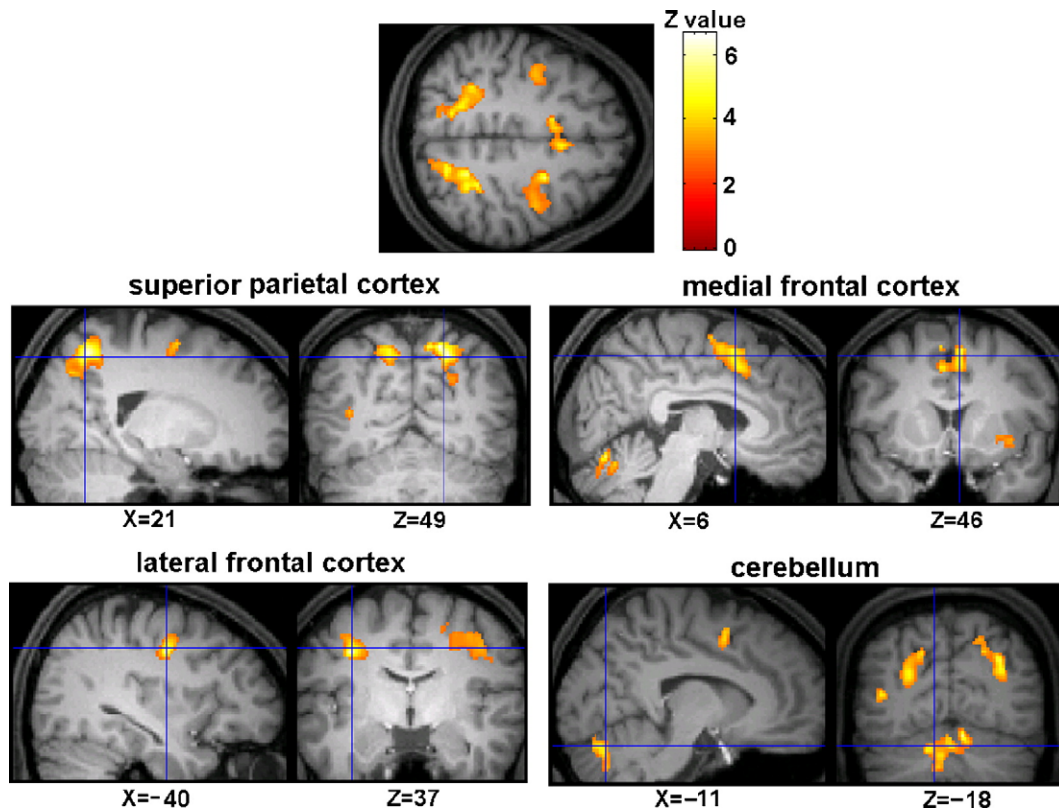 Z value
6
4
2
0
superior parietal cortex
medial frontal cortex
X=21
Z=49
X=6
Z=46
lateral frontal cortex
cerebellum
X=-40
Z=37
X=-11
Z=-18